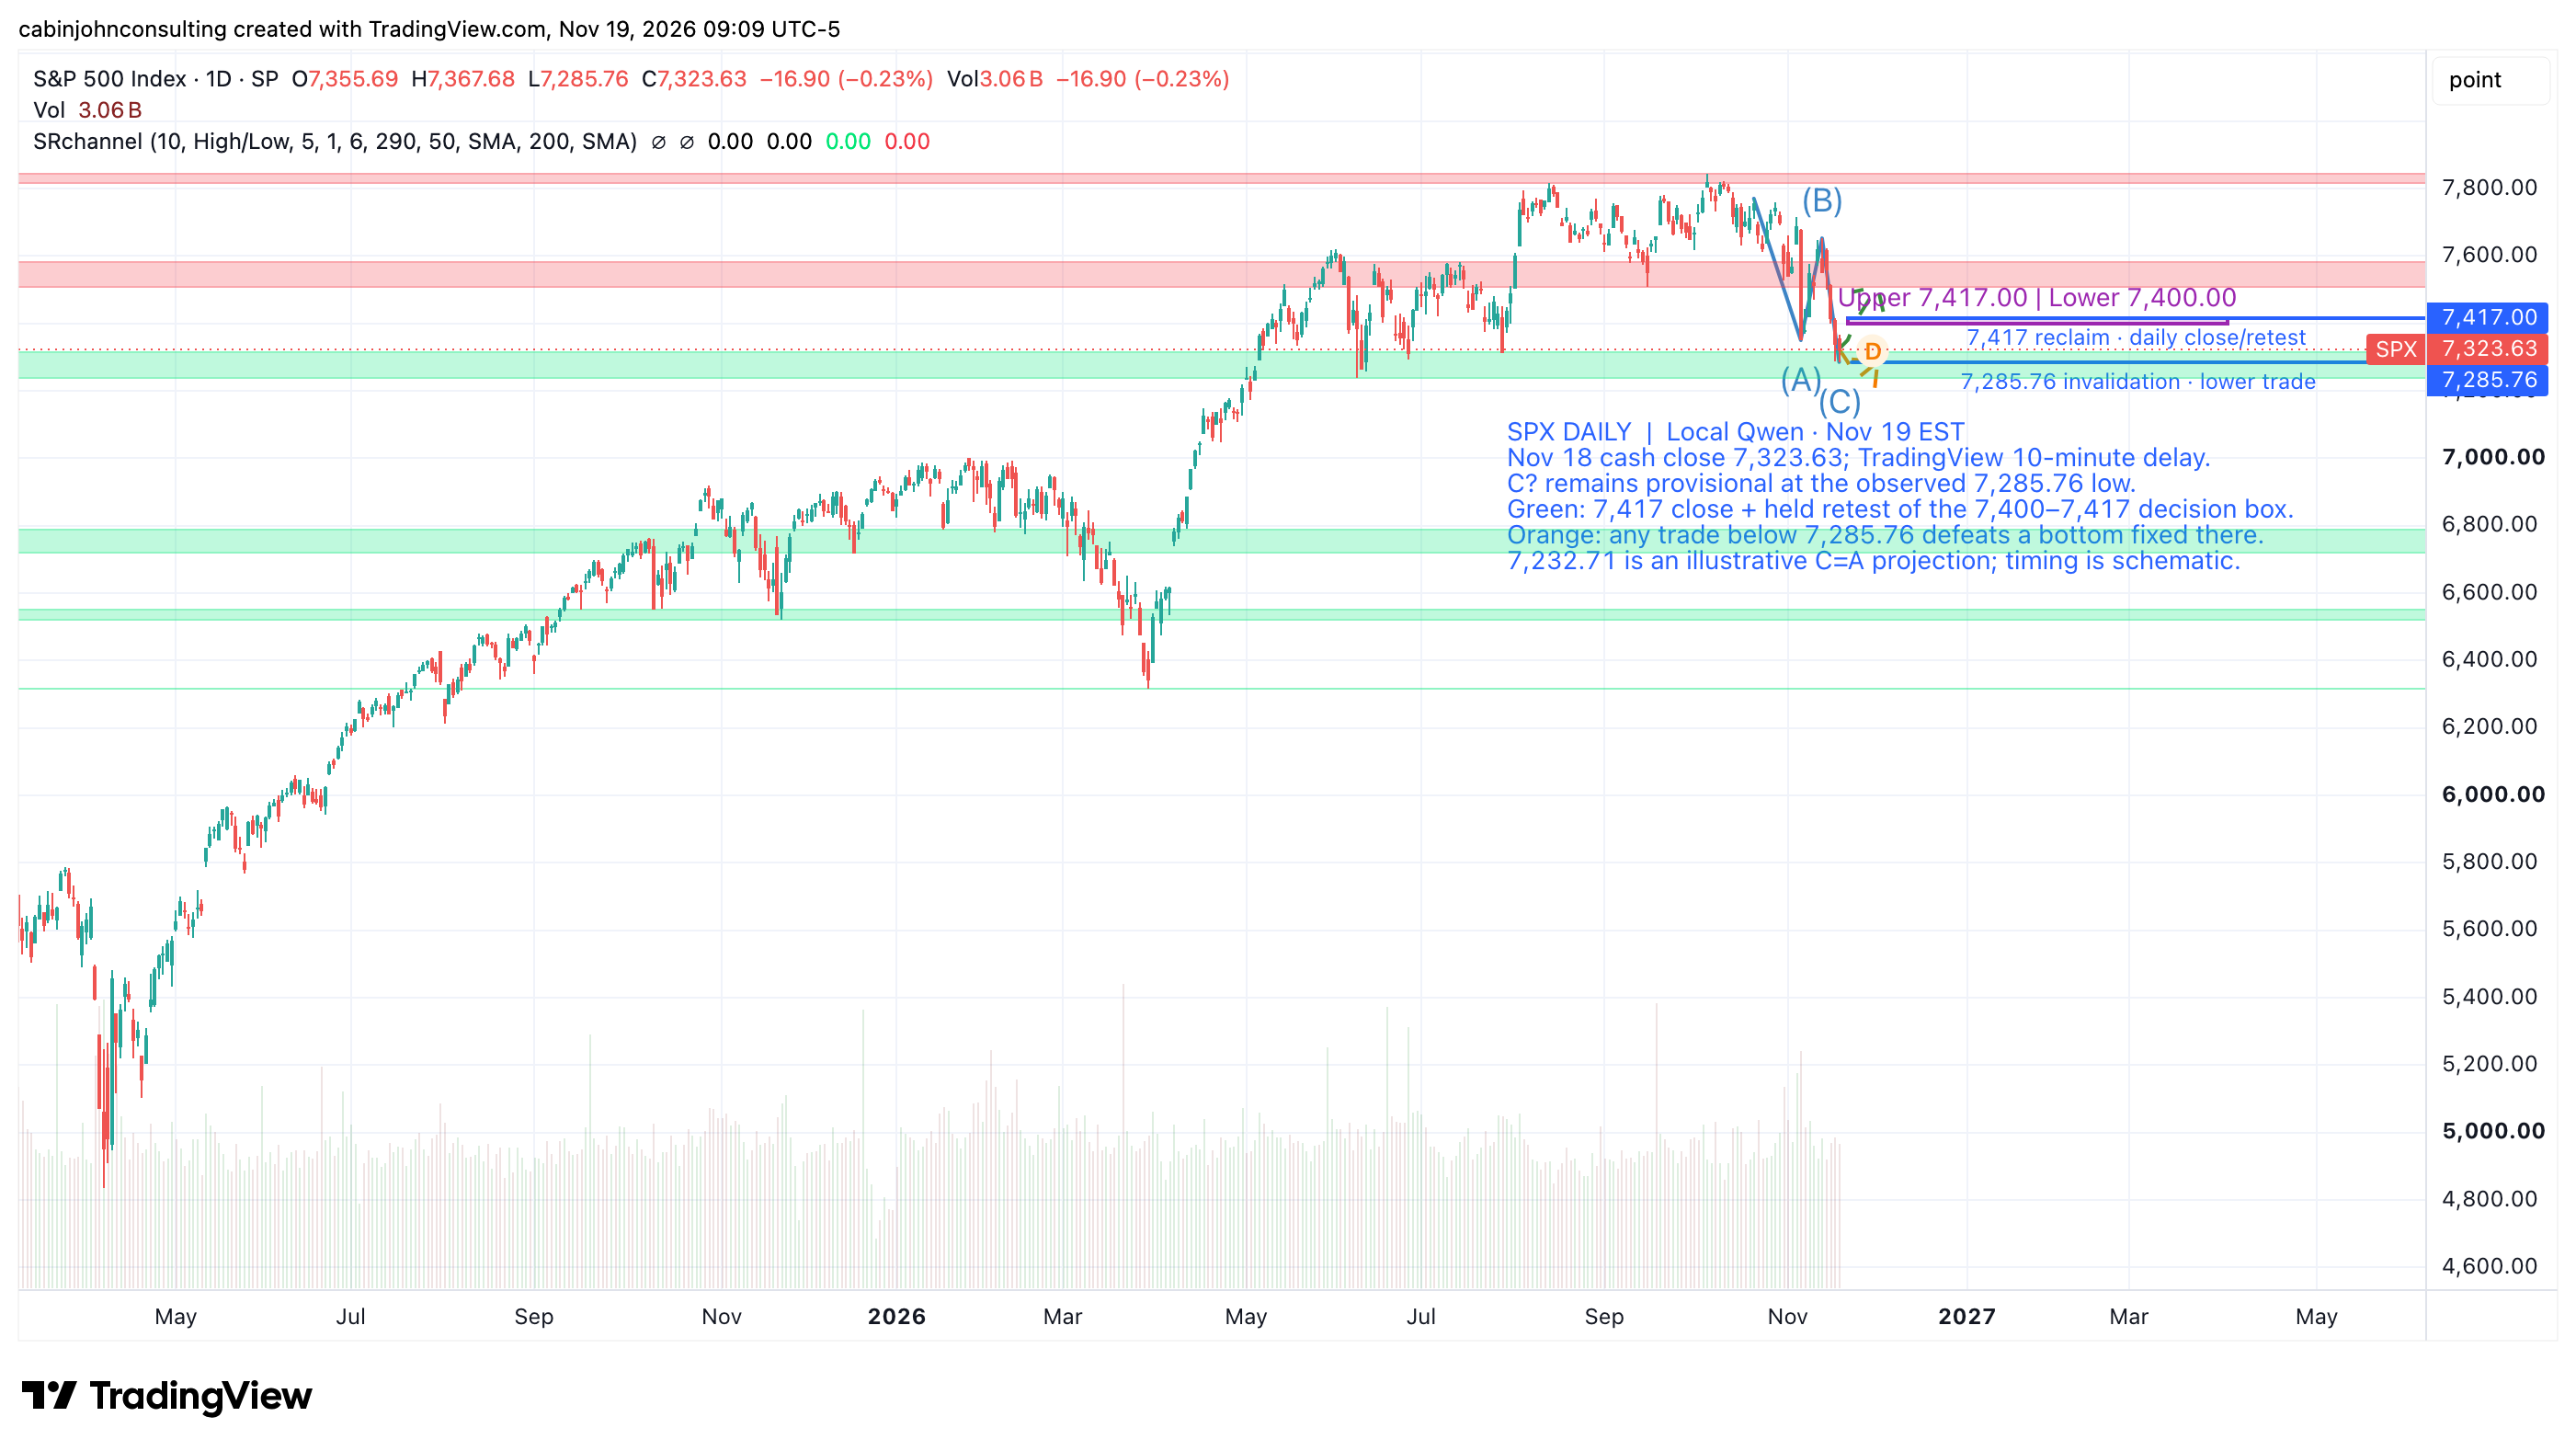 cabinjohnconsulting created with TradingView.com, Nov 19, 2026 09:09 UTC-5
S&P 500 Index · 1D · SP O7,355.69 H7,367.68 L7,285.76 C7,323.63 −16.90 (−0.23%) Vol3.06 B −16.90 (−0.23%)
Vol 3.06 B
SRchannel (10, High/Low, 5, 1, 6, 290, 50, SMA, 200, SMA) ∅ ∅ 0.00 0.00 0.00 0.00
point
7,800.00
(B)
7,600.00
Upper 7,417.00 | Lower 7,400.00
7,417.00
7,417 reclaim · daily close/retest
D
SPX 7,323.63
(A)
7,285.76 invalidation · lower trade
7,285.76
(C)
SPX DAILY | Local Qwen · Nov 19 EST
Nov 18 cash close 7,323.63; TradingView 10-minute delay.
7,000.00
C? remains provisional at the observed 7,285.76 low.
Green: 7,417 close + held retest of the 7,400–7,417 decision box.
6,800.00
Orange: any trade below 7,285.76 defeats a bottom fixed there.
7,232.71 is an illustrative C=A projection; timing is schematic.
6,600.00
6,400.00
6,200.00
6,000.00
5,800.00
5,600.00
5,400.00
5,200.00
5,000.00
4,800.00
4,600.00
May Jul Sep Nov 2026 Mar May Jul Sep Nov 2027 Mar May
TradingView